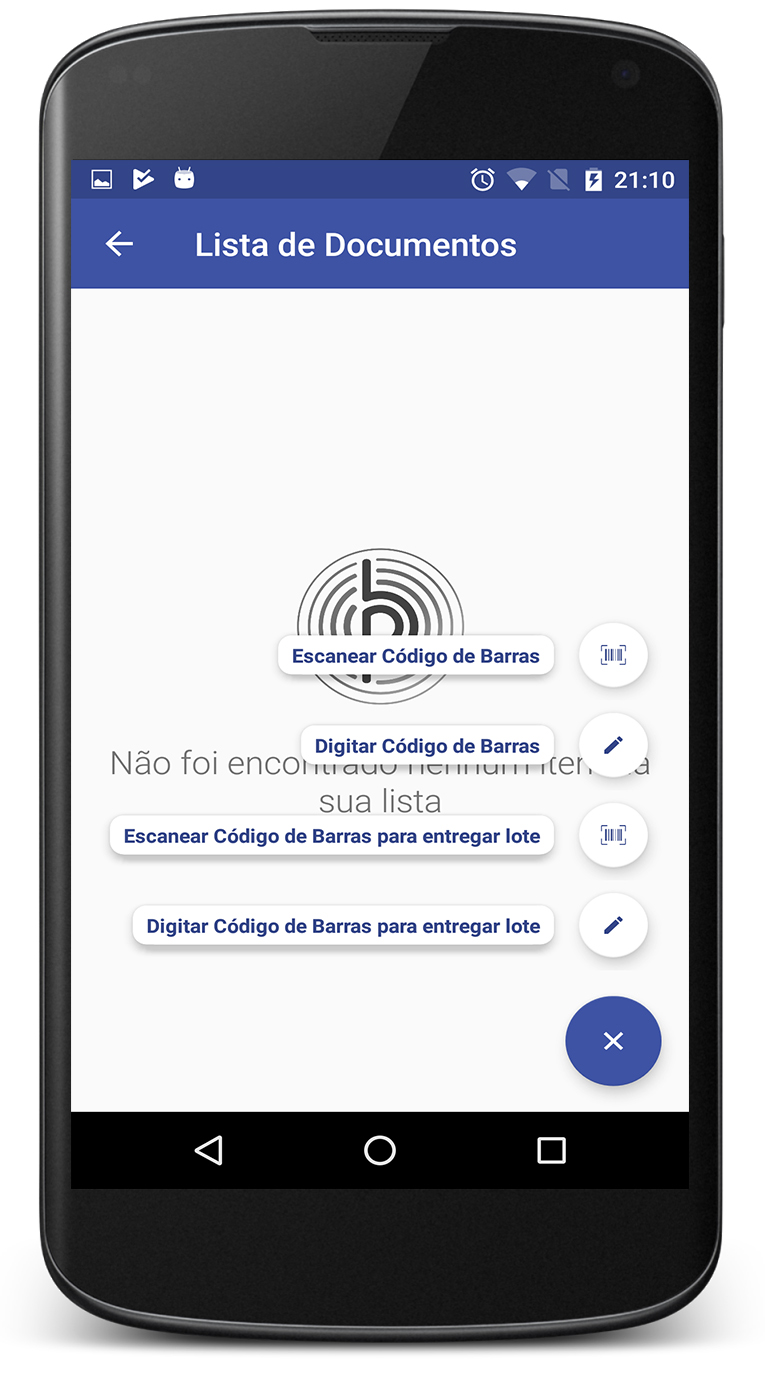 21:10
Lista de Documentos
Escanear Código de Barras
Digitar Código de Barras
Não foi encontrado nenhum item
sua lista
Escanear Código de Barras para entregar lote
Digitar Código de Barras para entregar lote